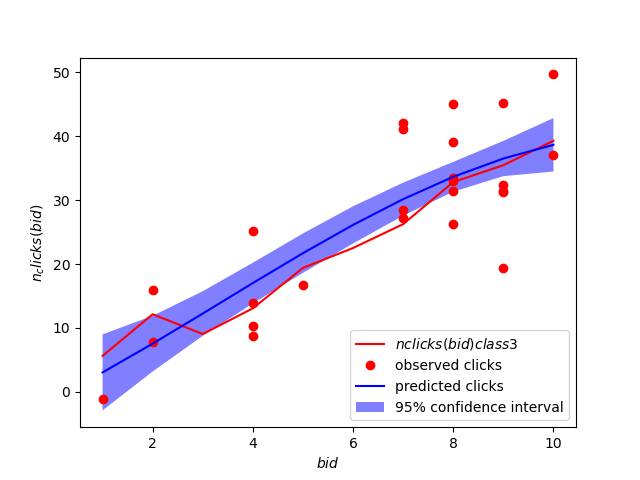 50
40
30
20
10
0
n_clicks(bid)
nclicks(bid)class3
observed clicks
predicted clicks
95% confidence interval
2
4
6
8
10
bid